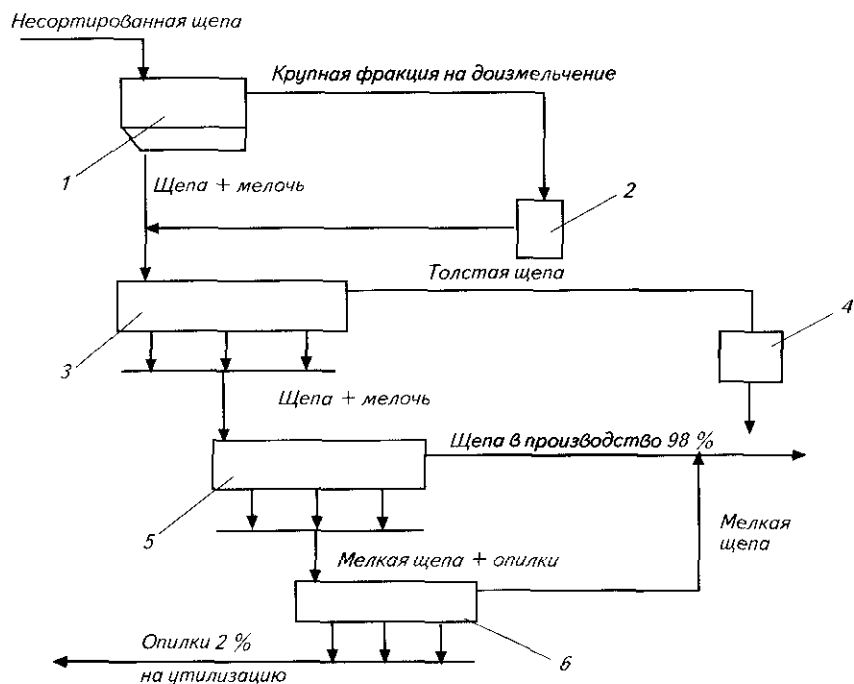 Несортированная щепа
Крупная фракция на доизмельчение
1
Щепа + мелочь
2
Толстая щепа
3
4
Щепа + мелочь
Щепа в производство 98 %
5
Мелкая
щепа
Мелкая щепа + опилки
Опилки 2 %
на утилизацию
6